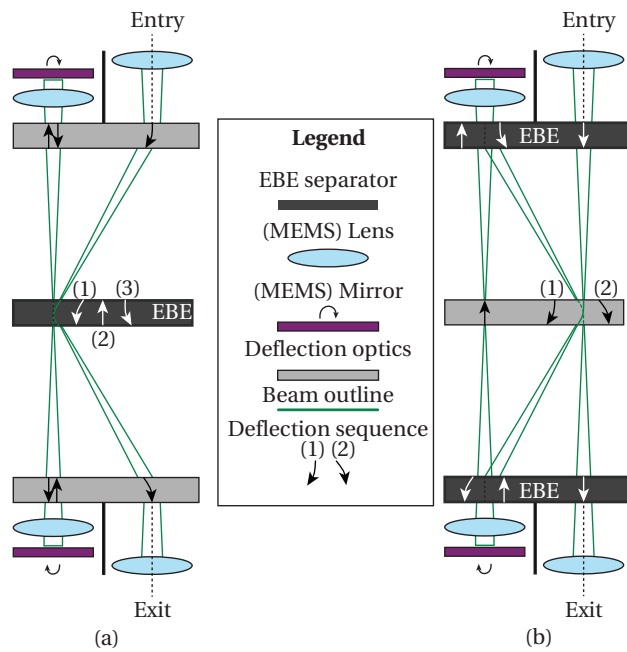 Entry
(1) (3)
EBE
(2)
Exit
(a)
Legend
EBE separator
(MEMS) Lens
(MEMS) Mirror
Deflection optics
Beam outline
Deflection sequence
(1) (2)
Entry
EBE
(1) (2)
EBE
Exit
(b)